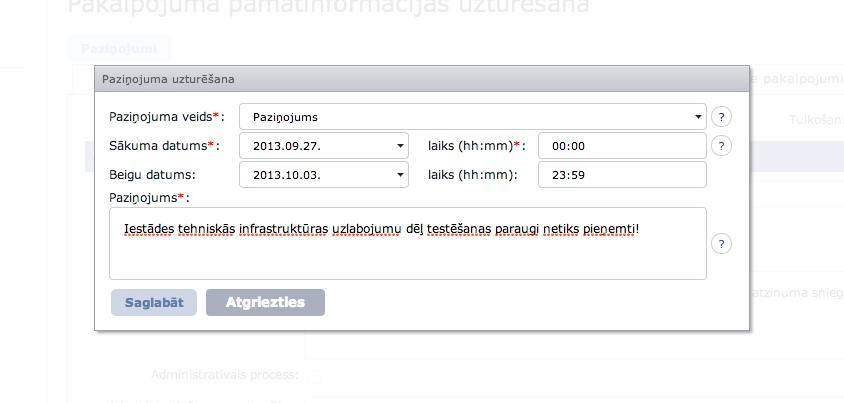 Pakalpojuma pamatinformācijas uzturēšana
Paziņojumi
Paziņojuma uzturēšana
e pakalpojumi
Paziņojuma veids*: Paziņojums ?
Tulkošan
Sākuma datums*: 2013.09.27. laiks (hh:mm)*: 00:00 ?
Beigu datums: 2013.10.03. laiks (hh:mm): 23:59
Paziņojums*:
Iestādes tehniskās infrastruktūras uzlabojumu dēļ testēšanas paraugi netiks pieņemti!
?
atzinuma snieg
Saglabāt Atgriezties
Administratīvais process: